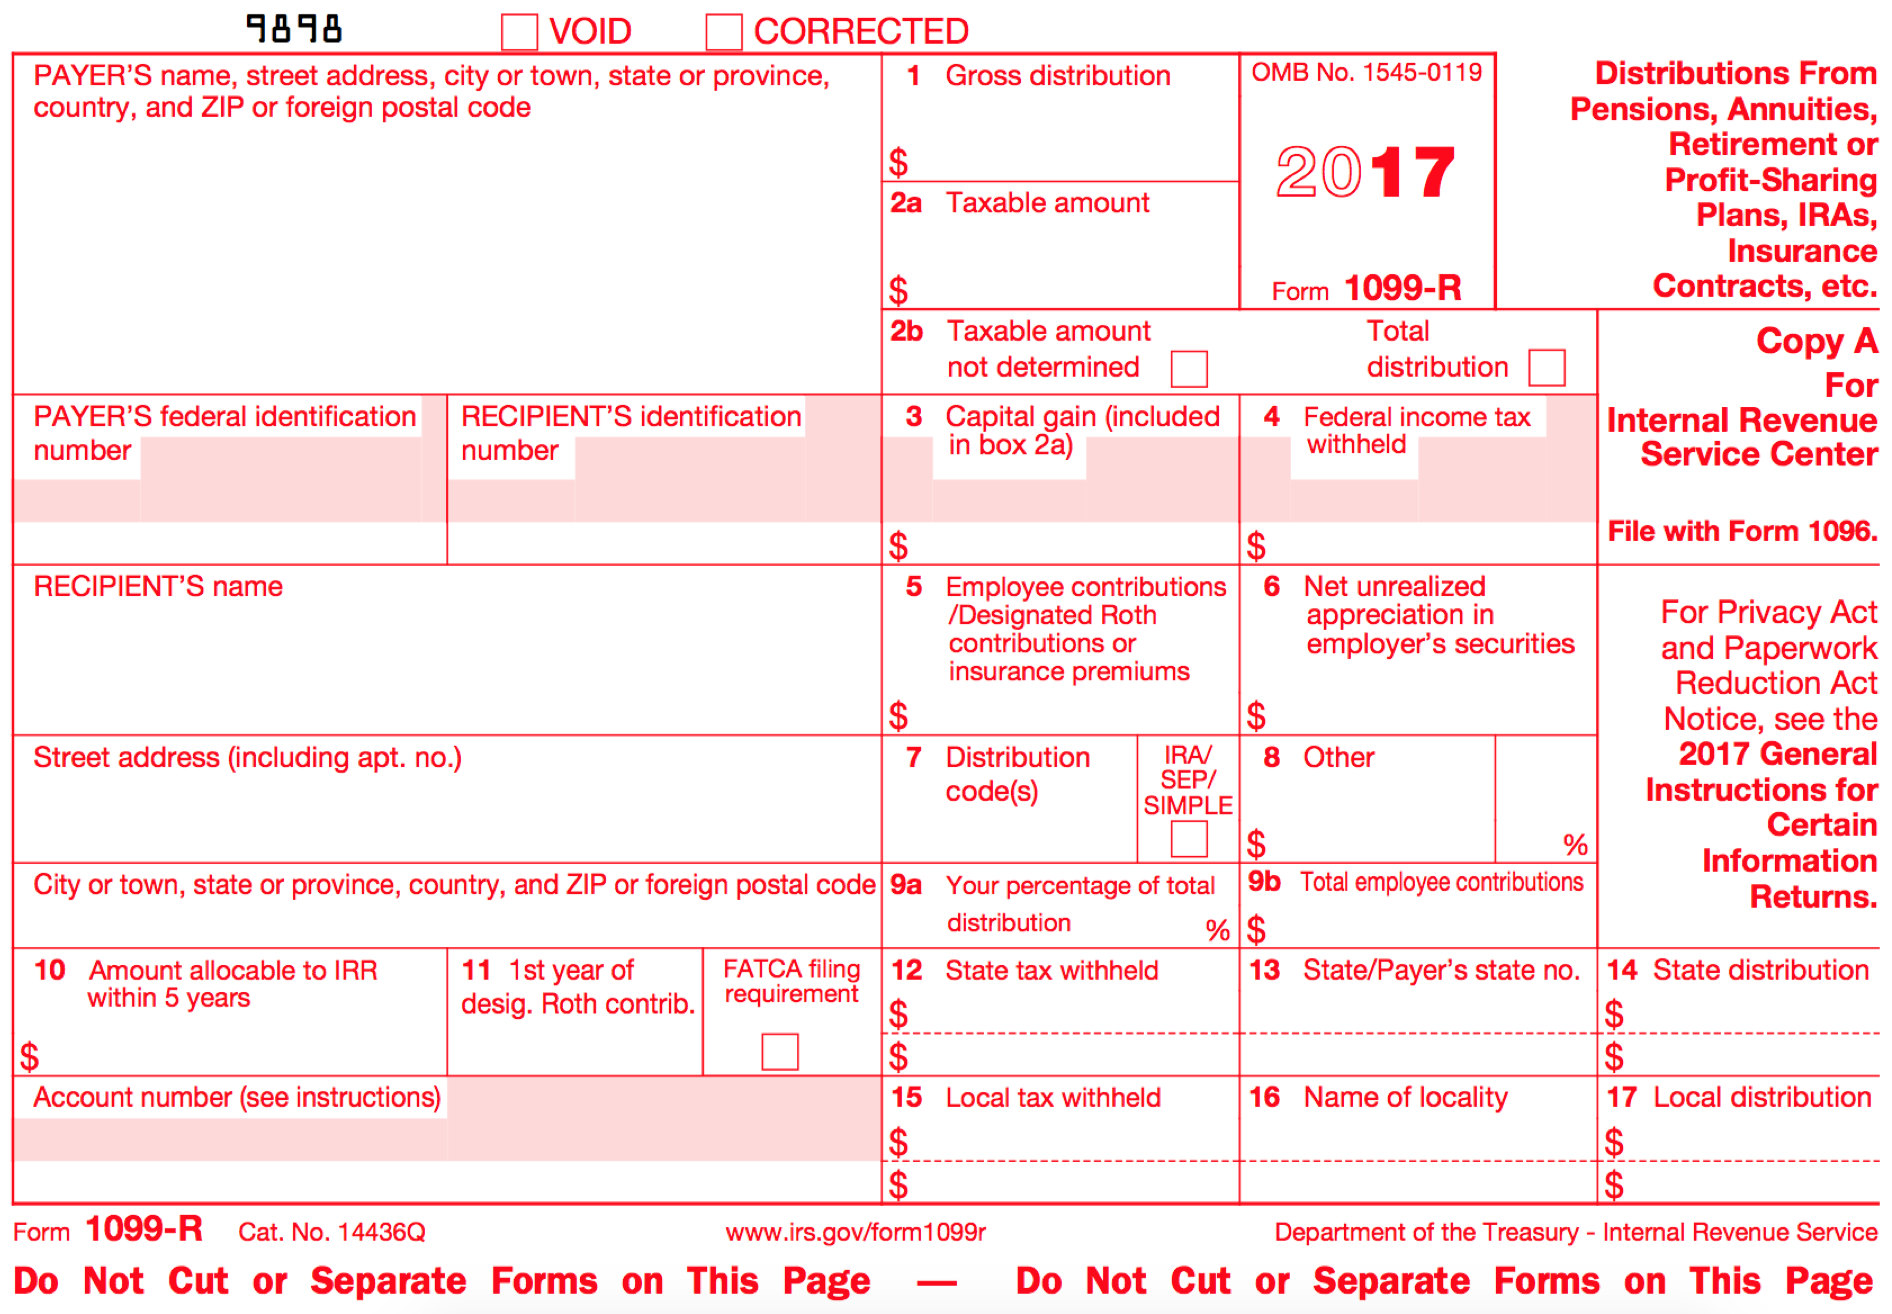 9898 VOID CORRECTED
PAYER'S name, street address, city or town, state or province,
country, and ZIP or foreign postal code
1 Gross distribution
$
2a Taxable amount
$
OMB No. 1545-0119
2017
Form 1099-R
Distributions From
Pensions, Annuities,
Retirement or
Profit-Sharing
Plans, IRAs,
Insurance
Contracts, etc.
2b Taxable amount
not determined
Total
distribution
Copy A
For
Internal Revenue
Service Center
File with Form 1096.
PAYER'S federal identification
number
RECIPIENT'S identification
number
3 Capital gain (included
in box 2a)
$
4 Federal income tax
withheld
$
RECIPIENT'S name
5 Employee contributions
/Designated Roth
contributions or
insurance premiums
$
6 Net unrealized
appreciation in
employer's securities
$
For Privacy Act
and Paperwork
Reduction Act
Notice, see the
2017 General
Instructions for
Certain
Information
Returns.
Street address (including apt. no.)
7 Distribution
code(s)
IRA/
SEP/
SIMPLE
8 Other
$
%
City or town, state or province, country, and ZIP or foreign postal code
9a Your percentage of total
distribution %
9b Total employee contributions
$
10 Amount allocable to IRR
within 5 years
$
11 1st year of
desig. Roth contrib.
FATCA filing
requirement
12 State tax withheld
$
$
13 State/Payer's state no.
14 State distribution
$
$
Account number (see instructions)
15 Local tax withheld
$
$
16 Name of locality
17 Local distribution
$
$
Form 1099-R Cat. No. 14436Q www.irs.gov/form1099r Department of the Treasury - Internal Revenue Service
Do Not Cut or Separate Forms on This Page — Do Not Cut or Separate Forms on This Page